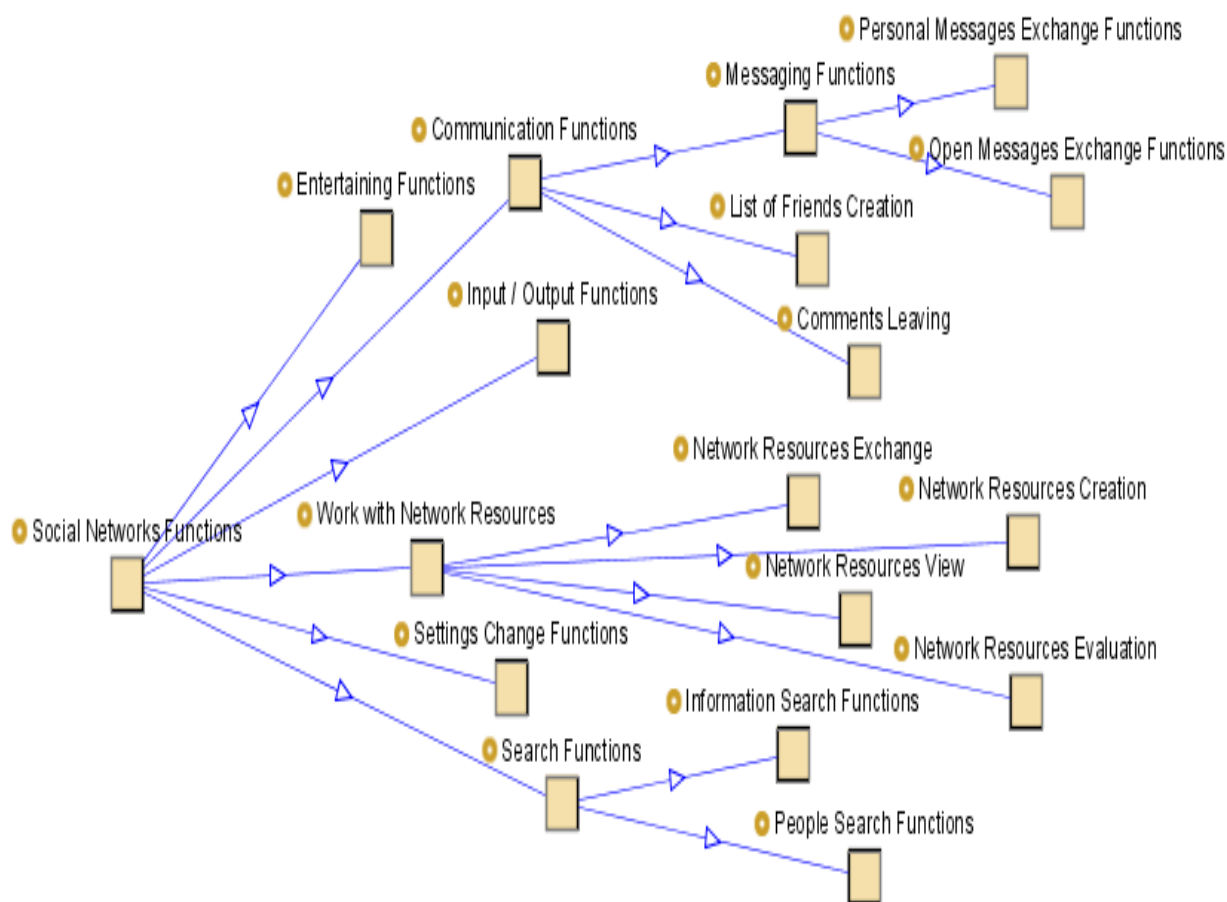 Personal Messages Exchange Functions
Messaging Functions
Communication Functions
Open Messages Exchange Functions
Entertaining Functions
List of Friends Creation
Input / Output Functions
Comments Leaving
Network Resources Exchange
Network Resources Creation
Work with Network Resources
Social Networks Functions
Network Resources View
Settings Change Functions
Network Resources Evaluation
Information Search Functions
Search Functions
People Search Functions